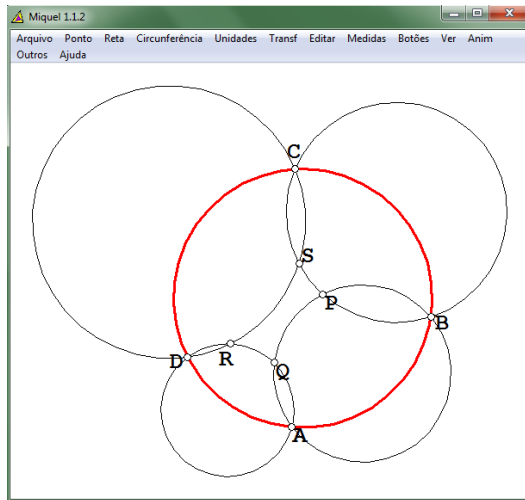 Miquel 1.1.2
Arquivo Ponto Reta Circunferência Unidades Transf Editar Medidas Botões Ver Anim
Outros Ajuda
C
S
P
B
R
D
Q
A